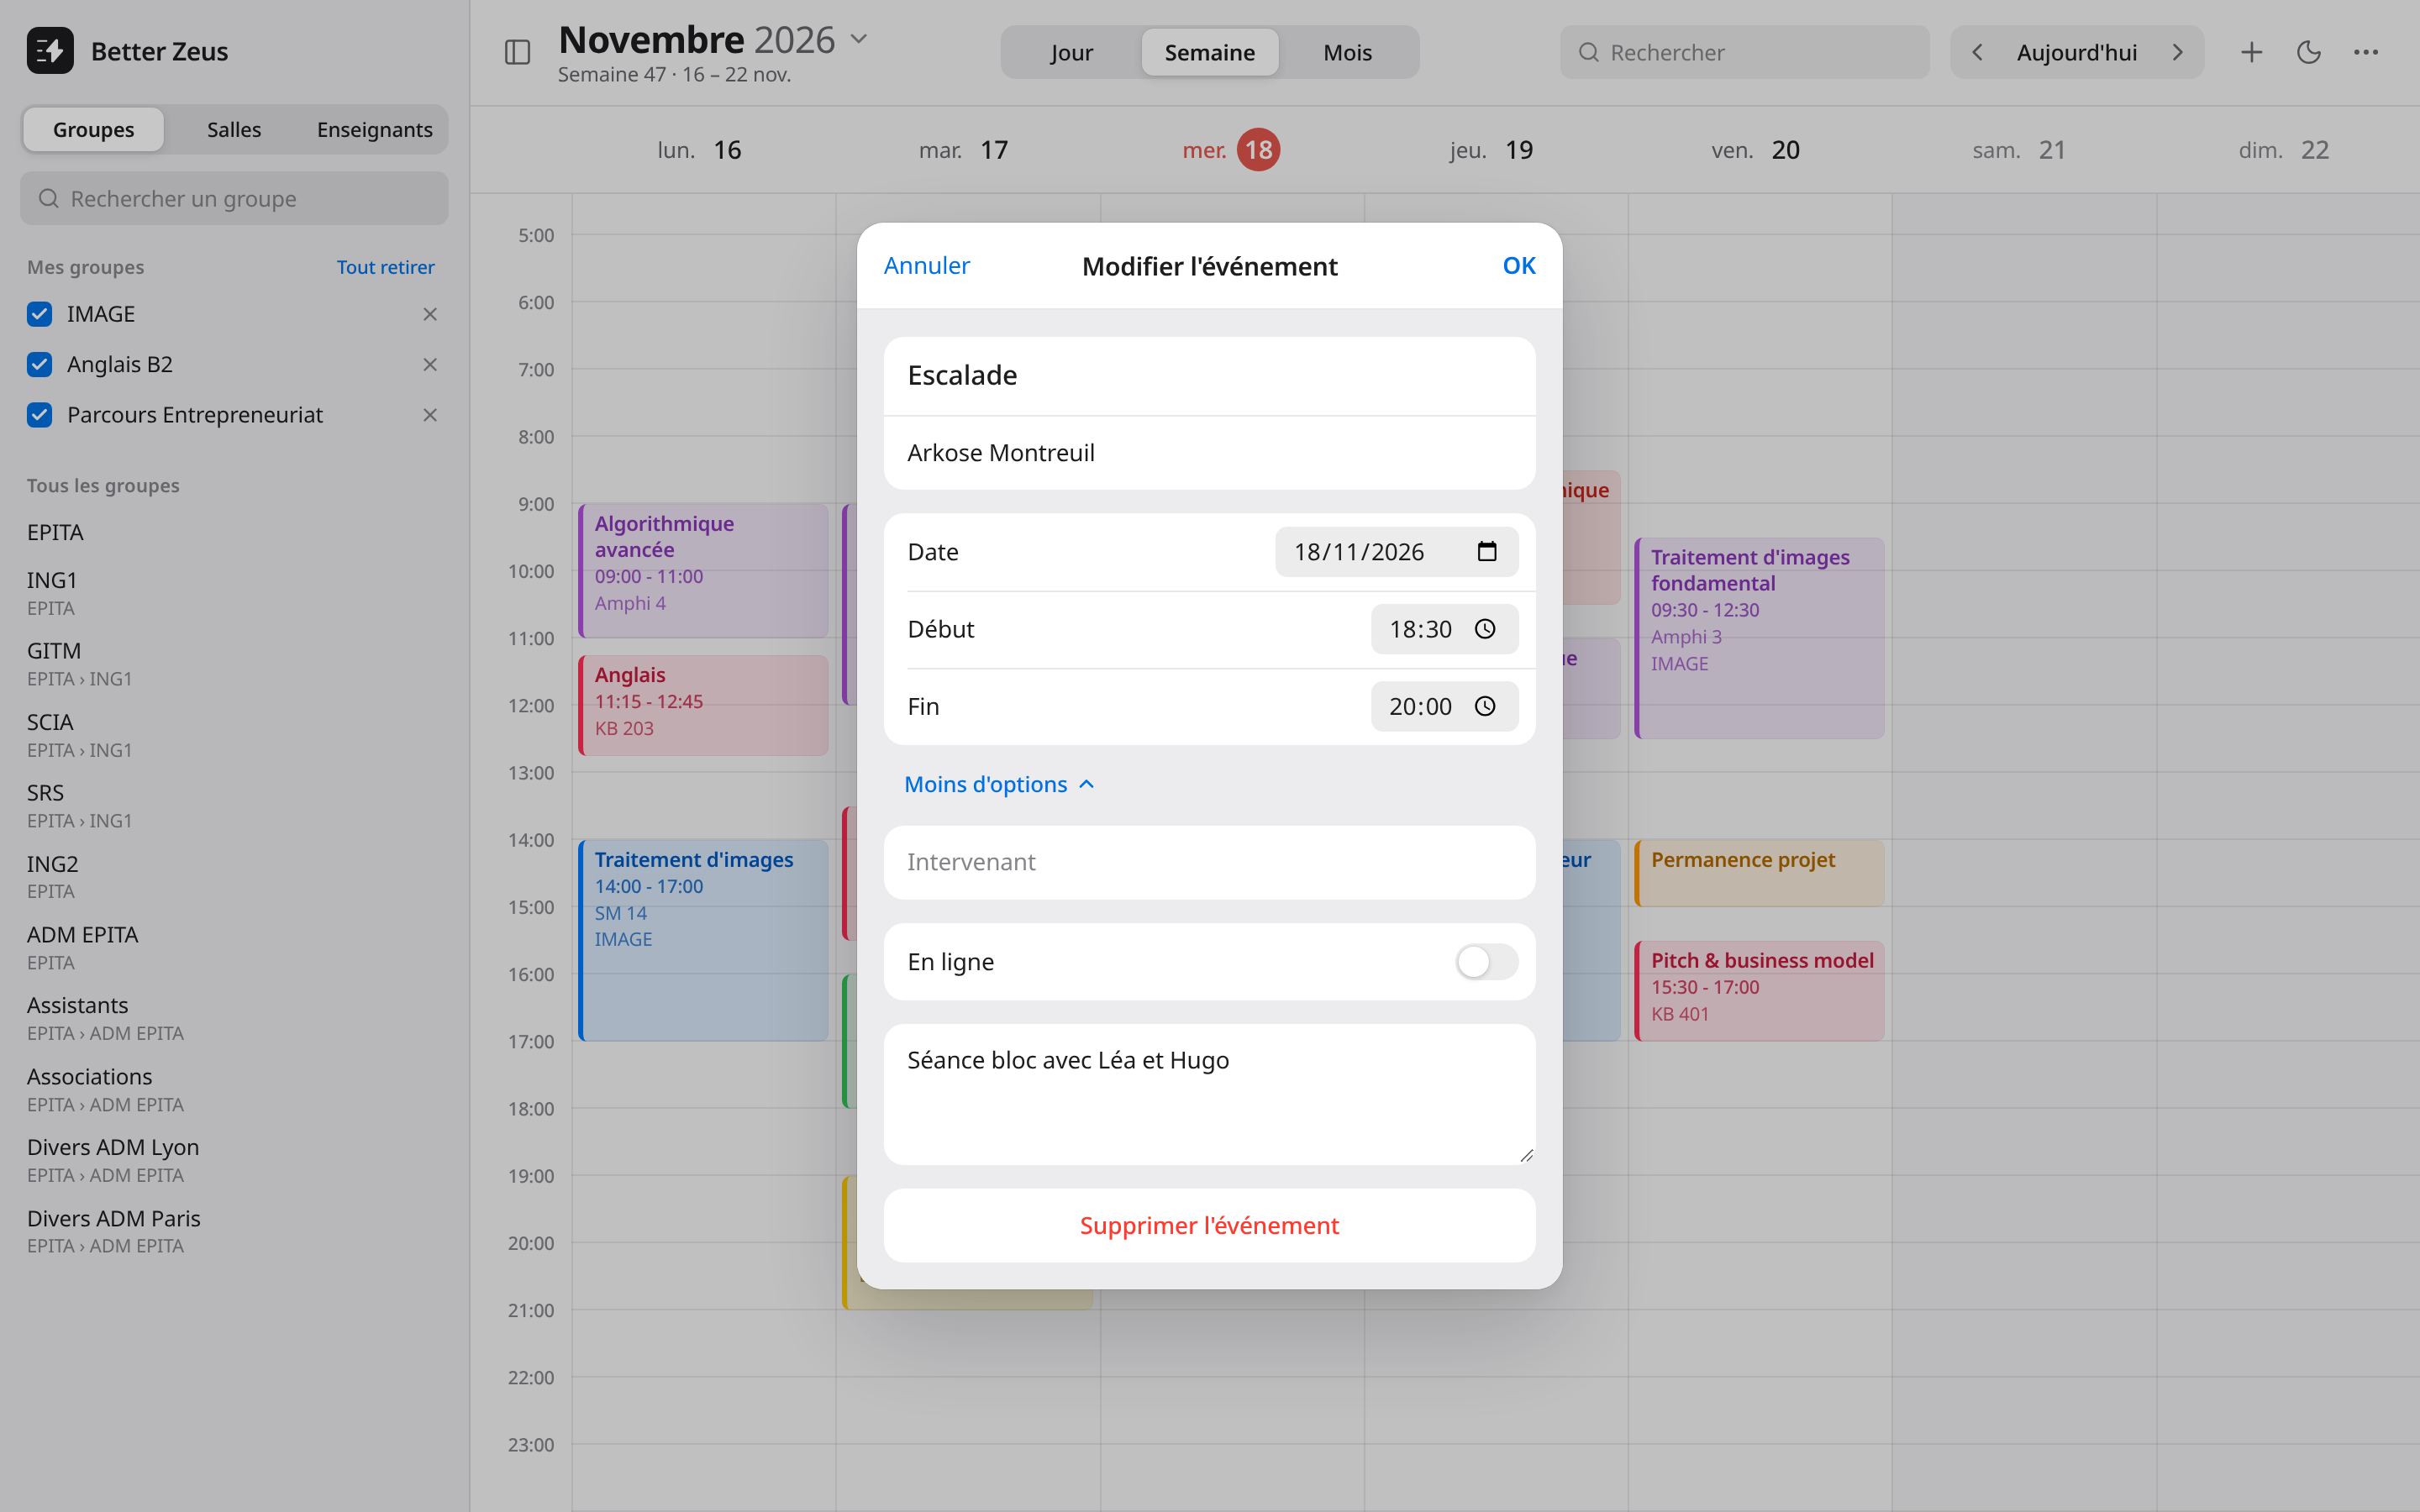 Better Zeus
Groupes Salles Enseignants
Rechercher un groupe
Mes groupes Tout retirer
IMAGE
Anglais B2
Parcours Entrepreneuriat
Tous les groupes
EPITA
ING1
EPITA
GITM
EPITA › ING1
SCIA
EPITA › ING1
SRS
EPITA › ING1
ING2
EPITA
ADM EPITA
EPITA
Assistants
EPITA › ADM EPITA
Associations
EPITA › ADM EPITA
Divers ADM Lyon
EPITA › ADM EPITA
Divers ADM Paris
EPITA › ADM EPITA
Novembre 2026
Semaine 47 · 16 – 22 nov.
Jour Semaine Mois
Rechercher
Aujourd'hui
lun. 16 mar. 17 mer. 18 jeu. 19 ven. 20 sam. 21 dim. 22
5:00
6:00
7:00
8:00
9:00
10:00
11:00
12:00
13:00
14:00
15:00
16:00
17:00
18:00
19:00
20:00
21:00
22:00
23:00
Algorithmique
avancée
09:00 - 11:00
Amphi 4
Anglais
11:15 - 12:45
KB 203
Traitement d'images
14:00 - 17:00
SM 14
IMAGE
Annuler Modifier l'événement OK
Escalade
Arkose Montreuil
Date 18/11/2026
Début 18:30
Fin 20:00
Moins d'options
Intervenant
En ligne
Séance bloc avec Léa et Hugo
Supprimer l'événement
Traitement d'images
fondamental
09:30 - 12:30
Amphi 3
IMAGE
Permanence projet
Pitch & business model
15:30 - 17:00
KB 401